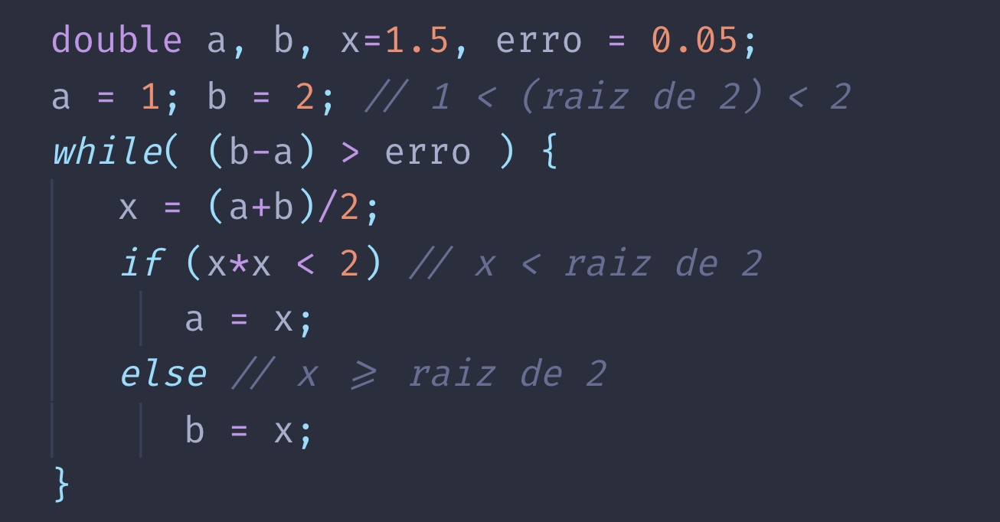 double a, b, x=1.5, erro = 0.05;
a = 1; b = 2; // 1 < (raiz de 2) < 2
while( (b-a) > erro ) {
x = (a+b)/2;
if (x*x < 2) // x < raiz de 2
a = x;
else // x ⩾ raiz de 2
b = x;
}